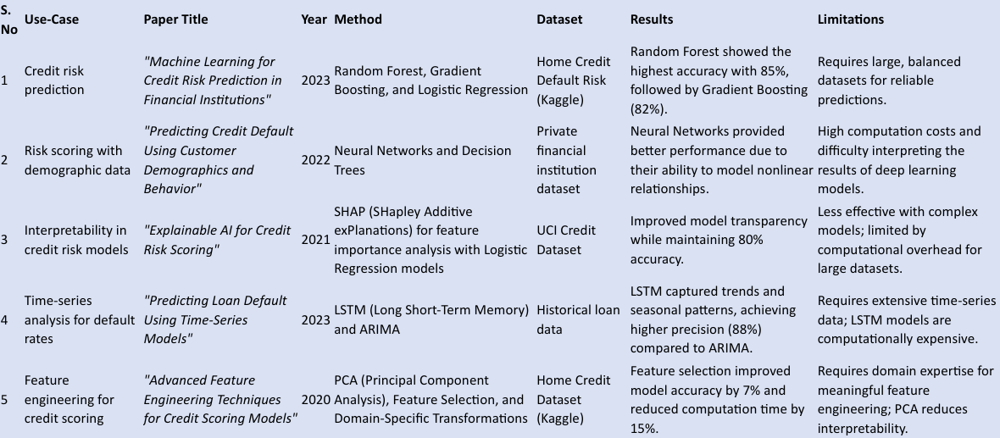 S. No Use-Case Paper Title Year Method Dataset Results Limitations
1
Credit risk
prediction
"Machine Learning for
Credit Risk Prediction in
Financial Institutions"
2023
Random Forest, Gradient
Boosting, and Logistic Regression
Home Credit
Default Risk
(Kaggle)
Random Forest showed the
highest accuracy with 85%,
followed by Gradient Boosting
(82%).
Requires large, balanced
datasets for reliable
predictions.
2
Risk scoring with
demographic data
"Predicting Credit Default
Using Customer
Demographics and
Behavior"
2022
Neural Networks and Decision
Trees
Private
financial
institution
dataset
Neural Networks provided
better performance due to
their ability to model nonlinear
relationships.
High computation costs and
difficulty interpreting the
results of deep learning
models.
3
Interpretability in
credit risk models
"Explainable AI for Credit
Risk Scoring"
2021
SHAP (SHapley Additive
exPlanations) for feature
importance analysis with Logistic
Regression models
UCI Credit
Dataset
Improved model transparency
while maintaining 80%
accuracy.
Less effective with complex
models; limited by
computational overhead for
large datasets.
4
Time-series
analysis for default
rates
"Predicting Loan Default
Using Time-Series
Models"
2023
LSTM (Long Short-Term Memory)
and ARIMA
Historical loan
data
LSTM captured trends and
seasonal patterns, achieving
higher precision (88%)
compared to ARIMA.
Requires extensive time-series
data; LSTM models are
computationally expensive.
5
Feature
engineering for
credit scoring
"Advanced Feature
Engineering Techniques
for Credit Scoring Models"
2020
PCA (Principal Component
Analysis), Feature Selection, and
Domain-Specific Transformations
Home Credit
Dataset
(Kaggle)
Feature selection improved
model accuracy by 7% and
reduced computation time by
15%.
Requires domain expertise for
meaningful feature
engineering; PCA reduces
interpretability.